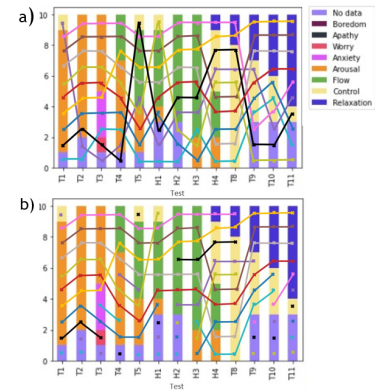 a)
10
8
6
4
2
0
T1 T2 T3 T4 T5 H1 H2 H3 H4 T8 T9 T10 T11
Test
No data
Boredom
Apathy
Worry
Anxiety
Arousal
Flow
Control
Relaxation
b)
10
8
6
4
2
0
T1 T2 T3 T4 T5 H1 H2 H3 H4 T8 T9 T10 T11
Test